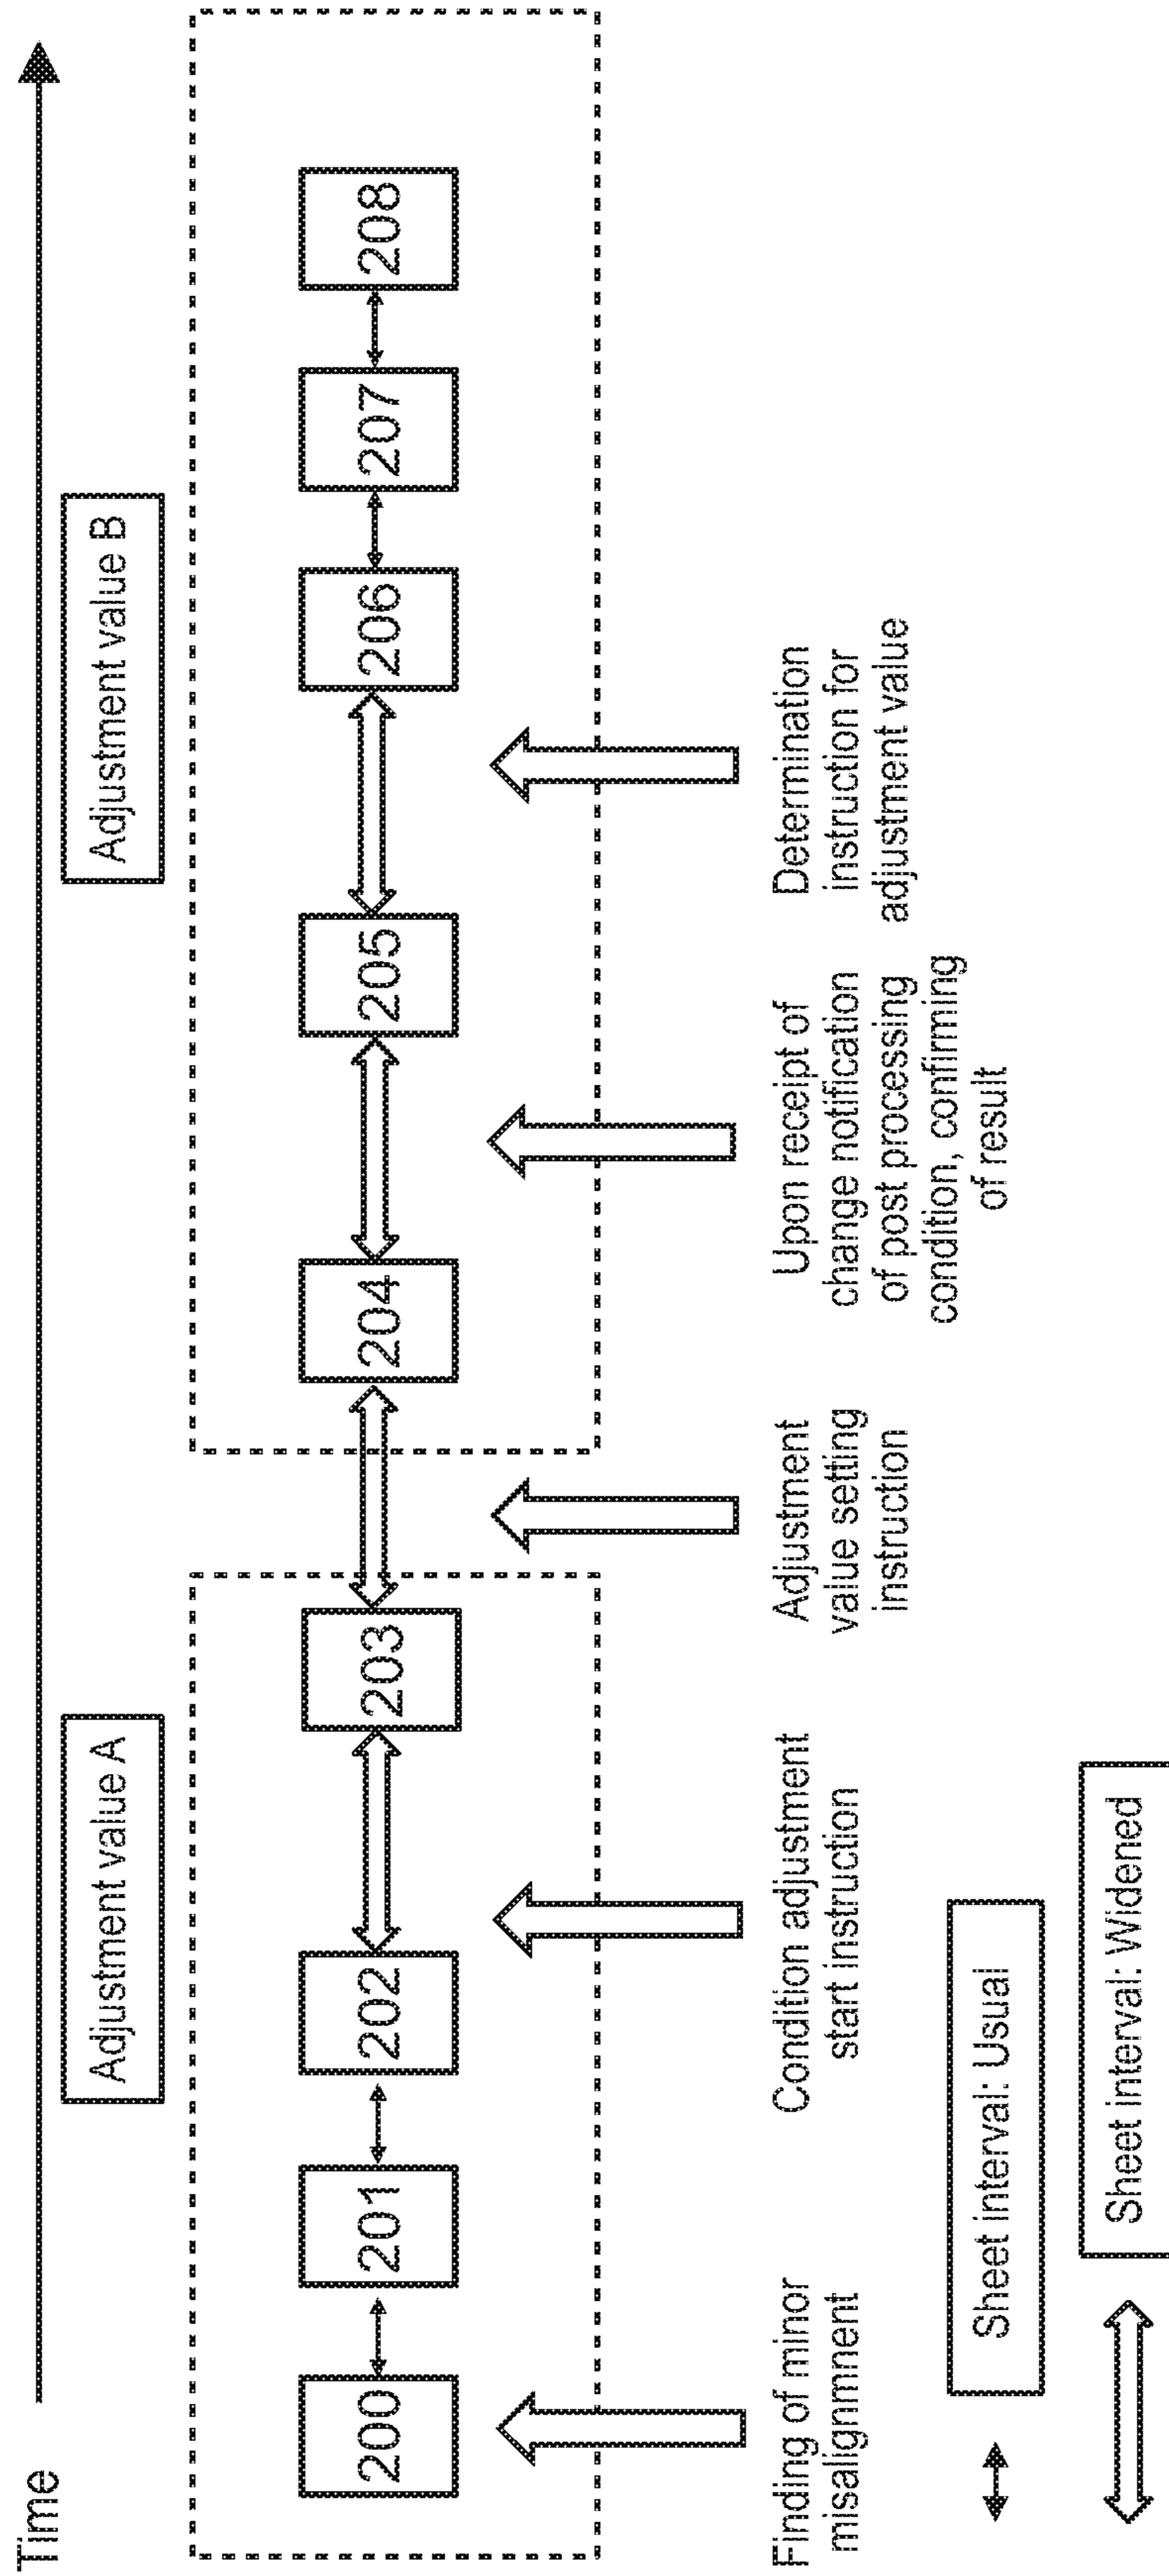 Time
Adjustment value A
Adjustment value B
200
201
202
203
204
205
206
207
208
Finding of minor
misalignment
Condition adjustment
start instruction
Adjustment
value setting
instruction
Upon receipt of
change notification
of post processing
condition, confirming
of result
Determination
instruction for
adjustment value
Sheet interval: Usual
Sheet interval: Widened